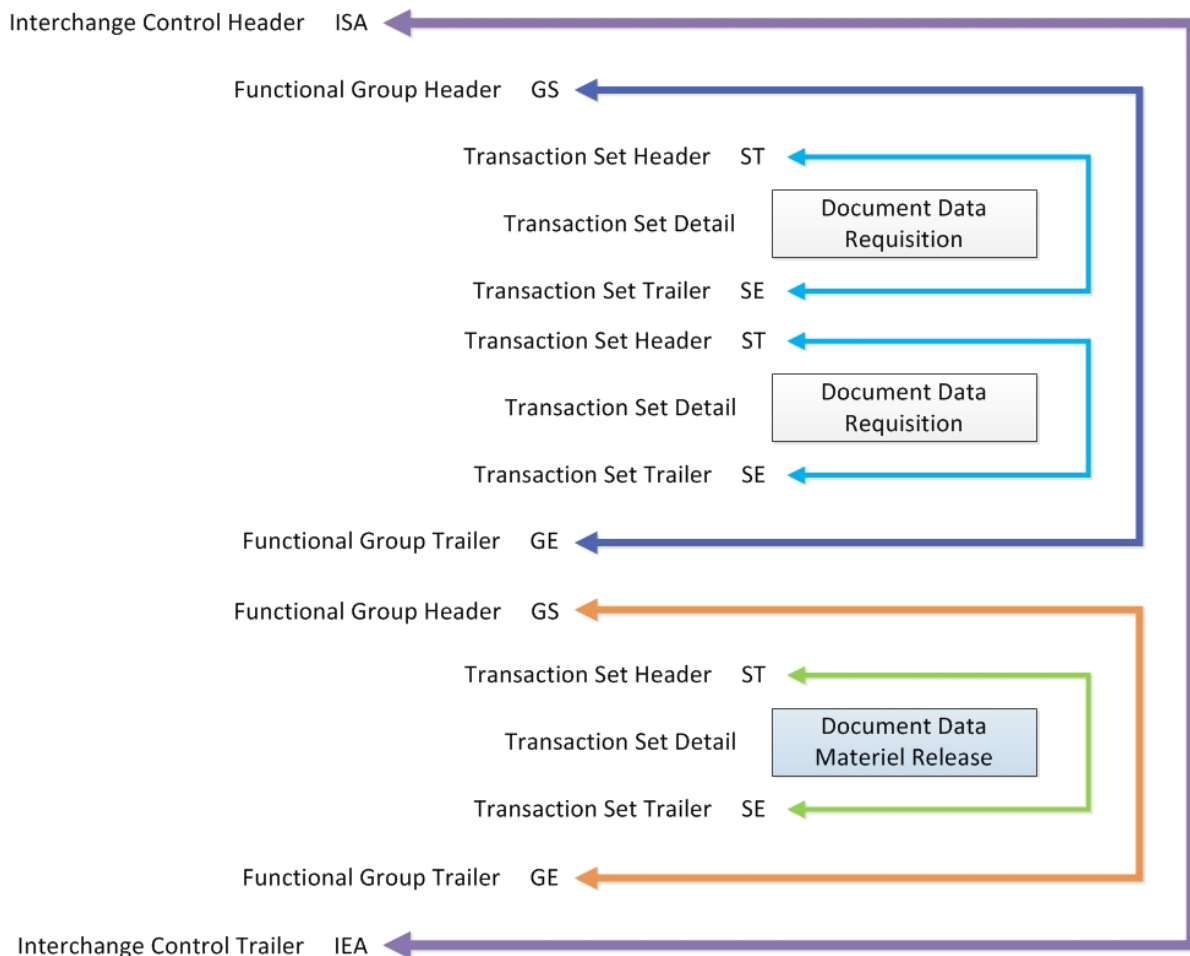 Interchange Control Header ISA
Functional Group Header GS
Transaction Set Header ST
Transaction Set Detail
Document Data
Requisition
Transaction Set Trailer SE
Transaction Set Header ST
Transaction Set Detail
Document Data
Requisition
Transaction Set Trailer SE
Functional Group Trailer GE
Functional Group Header GS
Transaction Set Header ST
Transaction Set Detail
Document Data
Materiel Release
Transaction Set Trailer SE
Functional Group Trailer GE
Interchange Control Trailer IEA